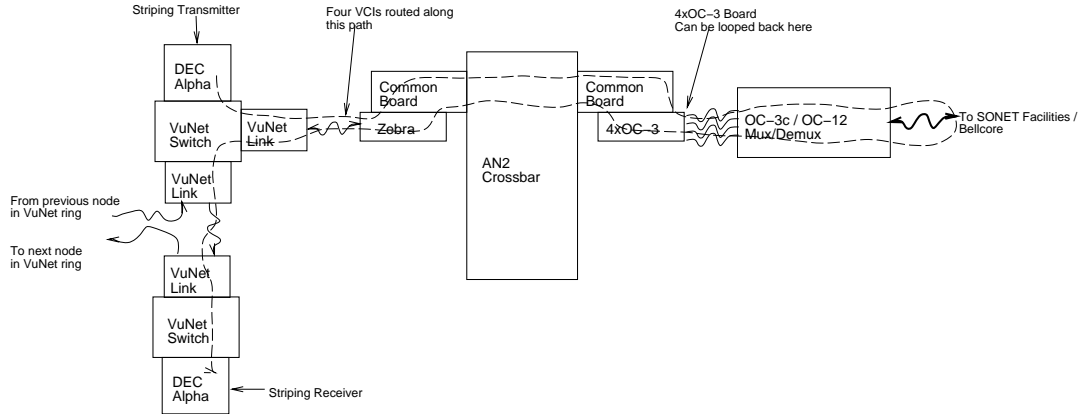 Striping Transmitter
Four VCIs routed along
this path
4xOC–3 Board
Can be looped back here
DEC
Alpha
Common
Board
Common
Board
VuNet
Switch
VuNet
Link
Zebra
4xOC–3
OC–3c / OC–12
Mux/Demux
To SONET Facilities /
Bellcore
AN2
Crossbar
VuNet
Link
From previous node
in VuNet ring
To next node
in VuNet ring
VuNet
Link
VuNet
Switch
DEC
Alpha
Striping Receiver